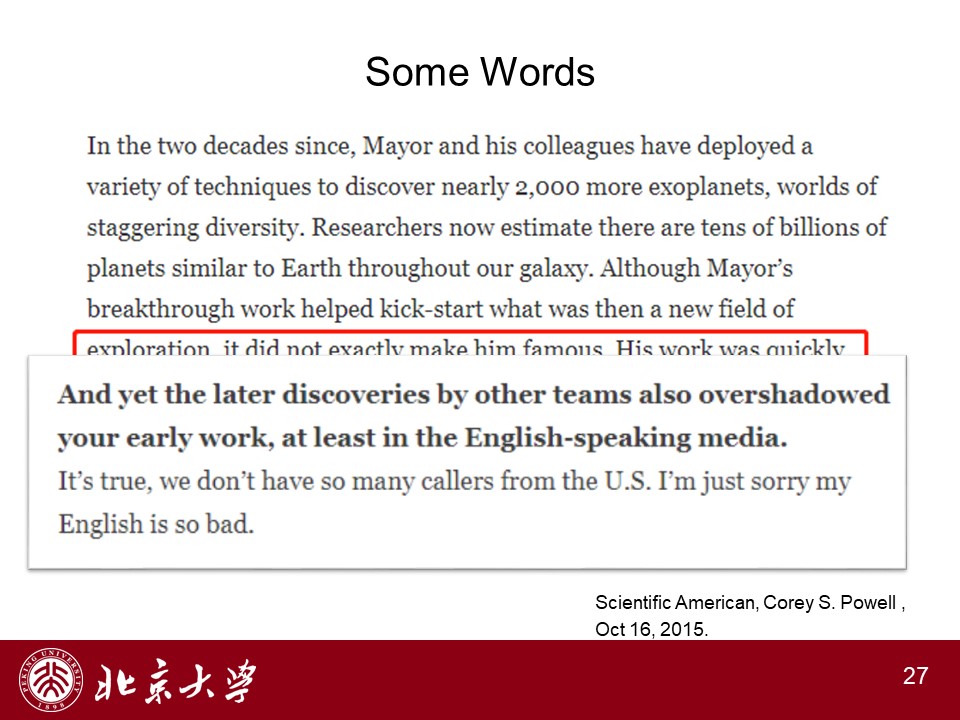 Some Words
In the two decades since, Mayor and his colleagues have deployed a
variety of techniques to discover nearly 2,000 more exoplanets, worlds of
staggering diversity. Researchers now estimate there are tens of billions of
planets similar to Earth throughout our galaxy. Although Mayor’s
breakthrough work helped kick-start what was then a new field of
exploration, it did not exactly make him famous. His work was quickly
And yet the later discoveries by other teams also overshadowed
your early work, at least in the English-speaking media.
It’s true, we don’t have so many callers from the U.S. I’m just sorry my
English is so bad.
Scientific American, Corey S. Powell ,
Oct 16, 2015.
PEKING UNIVERSITY
1898
北京大学
27